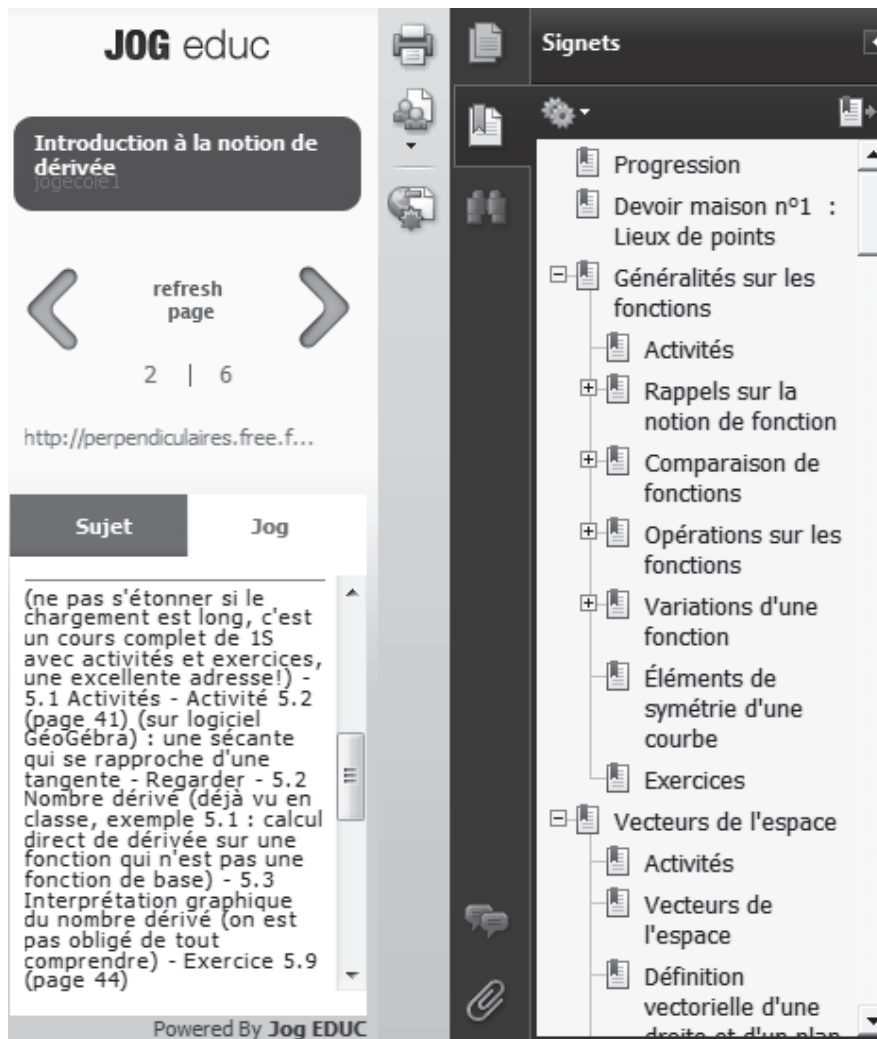 JOG educ
Introduction à la notion de
dérivée
jogecole1
refresh
page
2 | 6
http://perpendiculaires.free.f...
Sujet
Jog
(ne pas s'étonner si le
chargement est long, c'est
un cours complet de 1S
avec activités et exercices,
une excellente adresse!) -
5.1 Activités - Activité 5.2
(page 41) (sur logiciel
GéoGébra) : une sécante
qui se rapproche d'une
tangente - Regarder - 5.2
Nombre dérivé (déjà vu en
classe, exemple 5.1 : calcul
direct de dérivée sur une
fonction qui n'est pas une
fonction de base) - 5.3
Interprétation graphique
du nombre dérivé (on est
pas obligé de tout
comprendre) - Exercice 5.9
(page 44)
Powered By Jog EDUC
Signets
Progression
Devoir maison nº1 :
Lieux de points
Généralités sur les
fonctions
Activités
Rappels sur la
notion de fonction
Comparaison de
fonctions
Opérations sur les
fonctions
Variations d'une
fonction
Éléments de
symétrie d'une
courbe
Exercices
Vecteurs de l'espace
Activités
Vecteurs de
l'espace
Définition
vectorielle d'une
droite et d'un plan